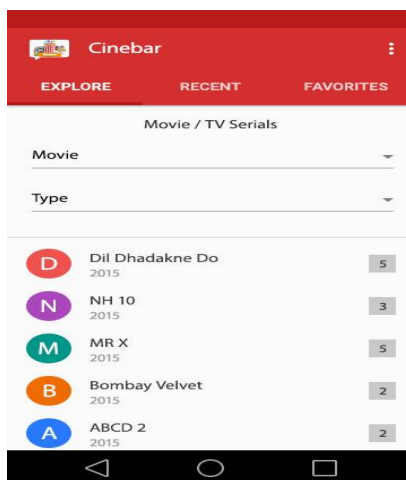 Cinebar
EXPLORE RECENT FAVORITES
Movie / TV Serials
Movie
Type
D Dil Dhadakne Do 5
2015
N NH 10 3
2015
M MR X 5
2015
B Bombay Velvet 2
2015
A ABCD 2 2
2015